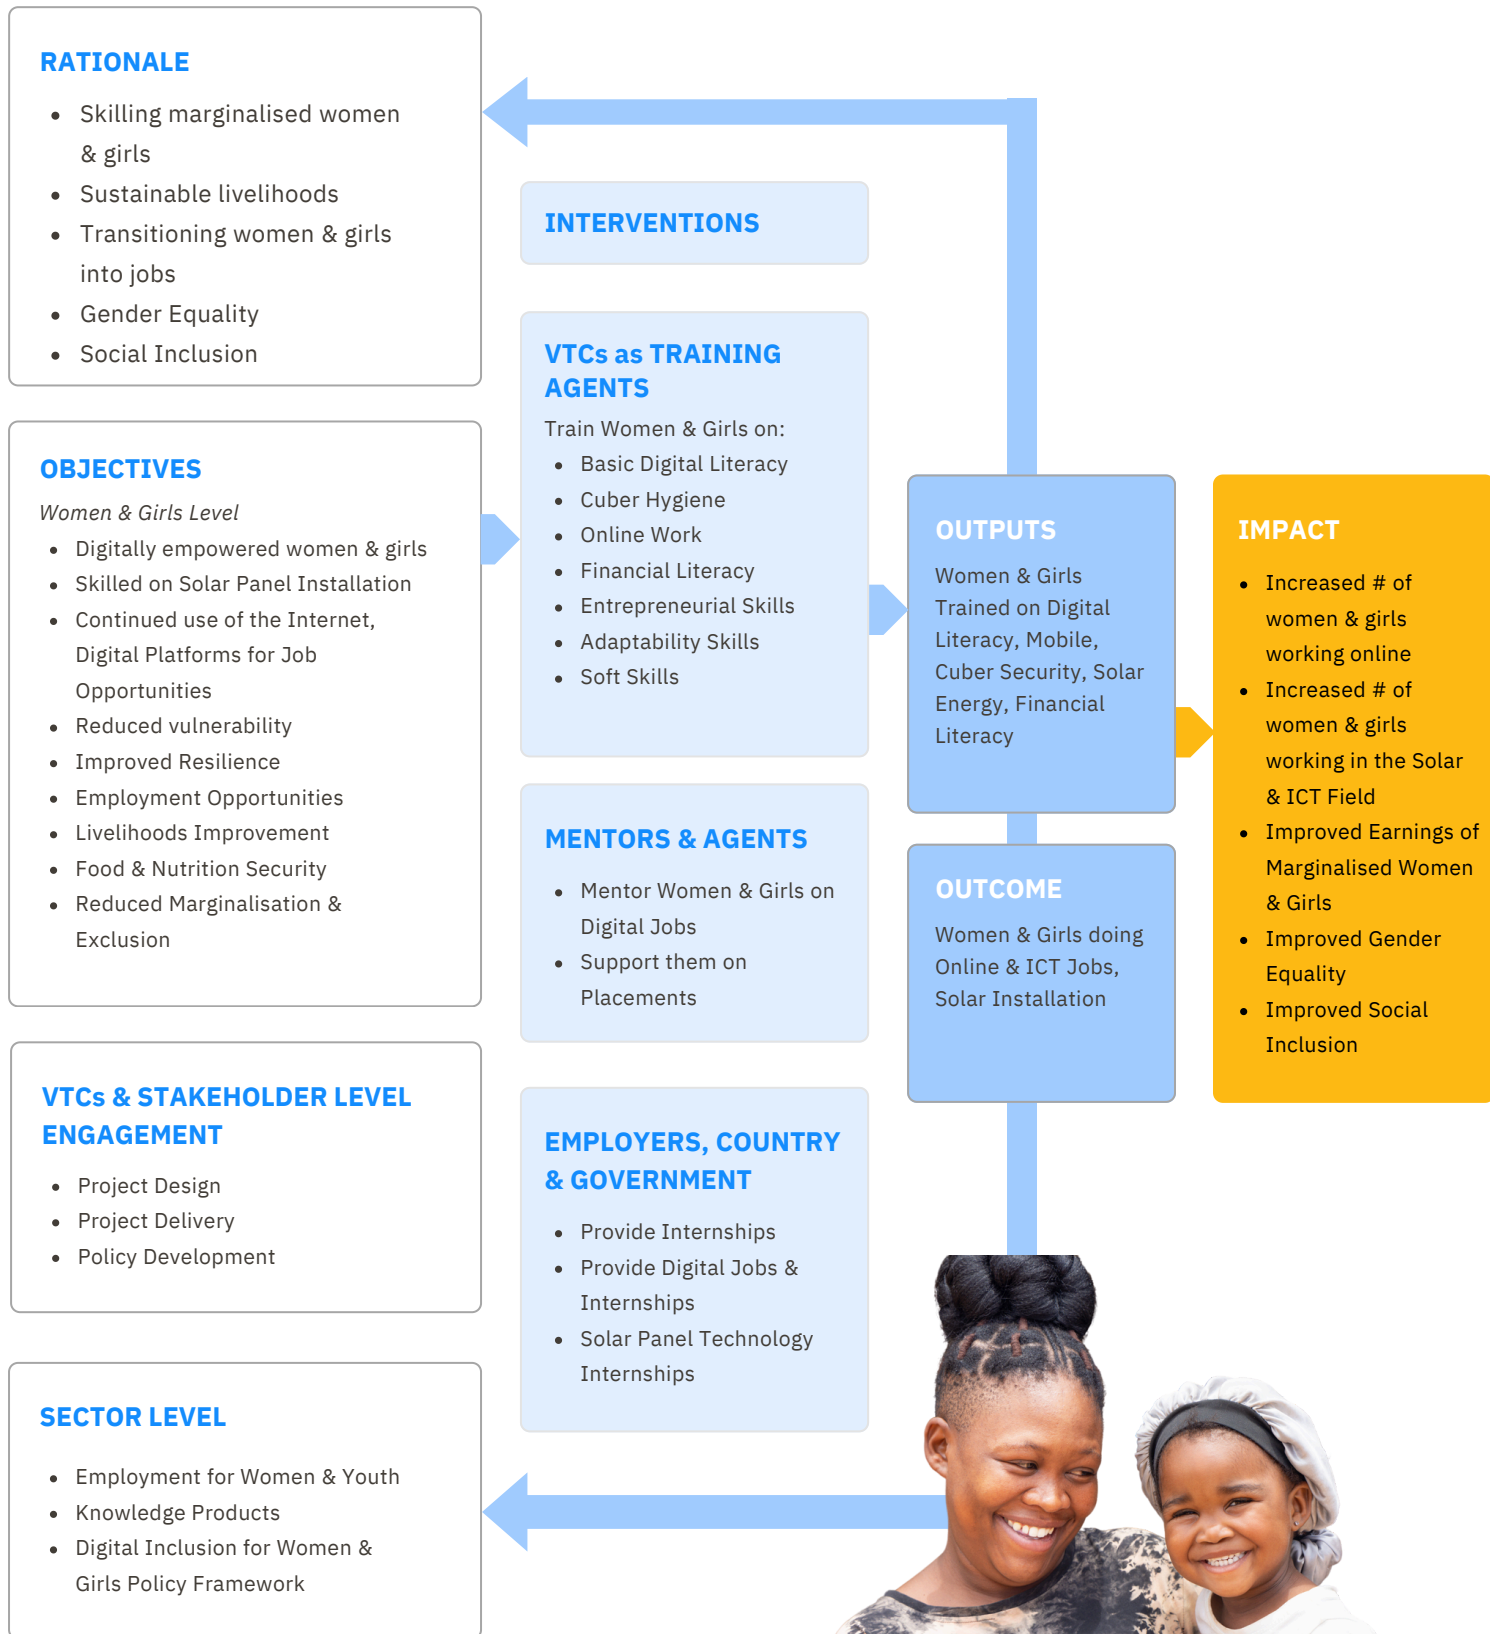 RATIONALE
• Skilling marginalised women
& girls
• Sustainable livelihoods
• Transitioning women & girls
into jobs
• Gender Equality
• Social Inclusion
OBJECTIVES
Women & Girls Level
• Digitally empowered women & girls
• Skilled on Solar Panel Installation
• Continued use of the Internet,
Digital Platforms for Job
Opportunities
• Reduced vulnerability
• Improved Resilience
• Employment Opportunities
• Livelihoods Improvement
• Food & Nutrition Security
• Reduced Marginalisation &
Exclusion
VTCs & STAKEHOLDER LEVEL
ENGAGEMENT
• Project Design
• Project Delivery
• Policy Development
SECTOR LEVEL
• Employment for Women & Youth
• Knowledge Products
• Digital Inclusion for Women &
Girls Policy Framework
INTERVENTIONS
VTCs as TRAINING
AGENTS
Train Women & Girls on:
• Basic Digital Literacy
• Cuber Hygiene
• Online Work
• Financial Literacy
• Entrepreneurial Skills
• Adaptability Skills
• Soft Skills
MENTORS & AGENTS
• Mentor Women & Girls on
Digital Jobs
• Support them on
Placements
EMPLOYERS, COUNTRY
& GOVERNMENT
• Provide Internships
• Provide Digital Jobs &
Internships
• Solar Panel Technology
Internships
OUTPUTS
Women & Girls
Trained on Digital
Literacy, Mobile,
Cuber Security, Solar
Energy, Financial
Literacy
OUTCOME
Women & Girls doing
Online & ICT Jobs,
Solar Installation
IMPACT
• Increased # of
women & girls
working online
• Increased # of
women & girls
working in the Solar
& ICT Field
• Improved Earnings of
Marginalised Women
& Girls
• Improved Gender
Equality
• Improved Social
Inclusion